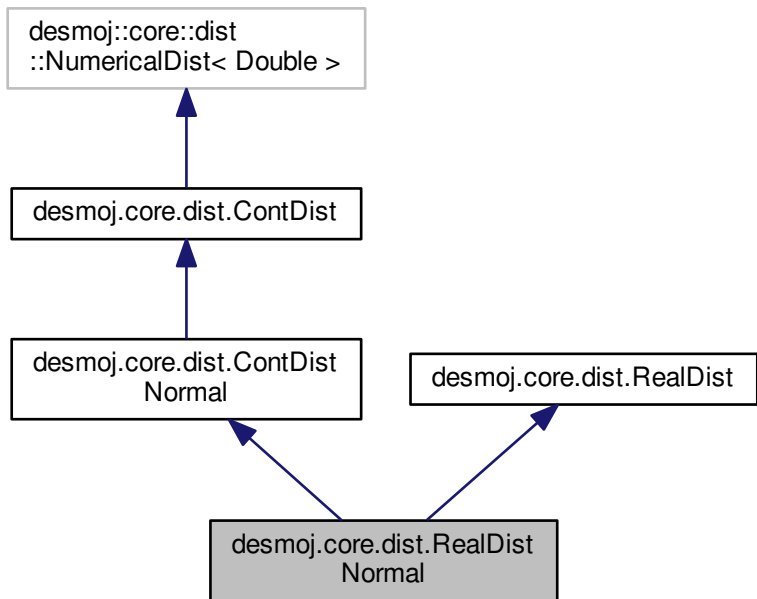 desmoj::core::dist
::NumericalDist< Double >
desmoj.core.dist.ContDist
desmoj.core.dist.ContDist
Normal
desmoj.core.dist.RealDist
desmoj.core.dist.RealDist
Normal